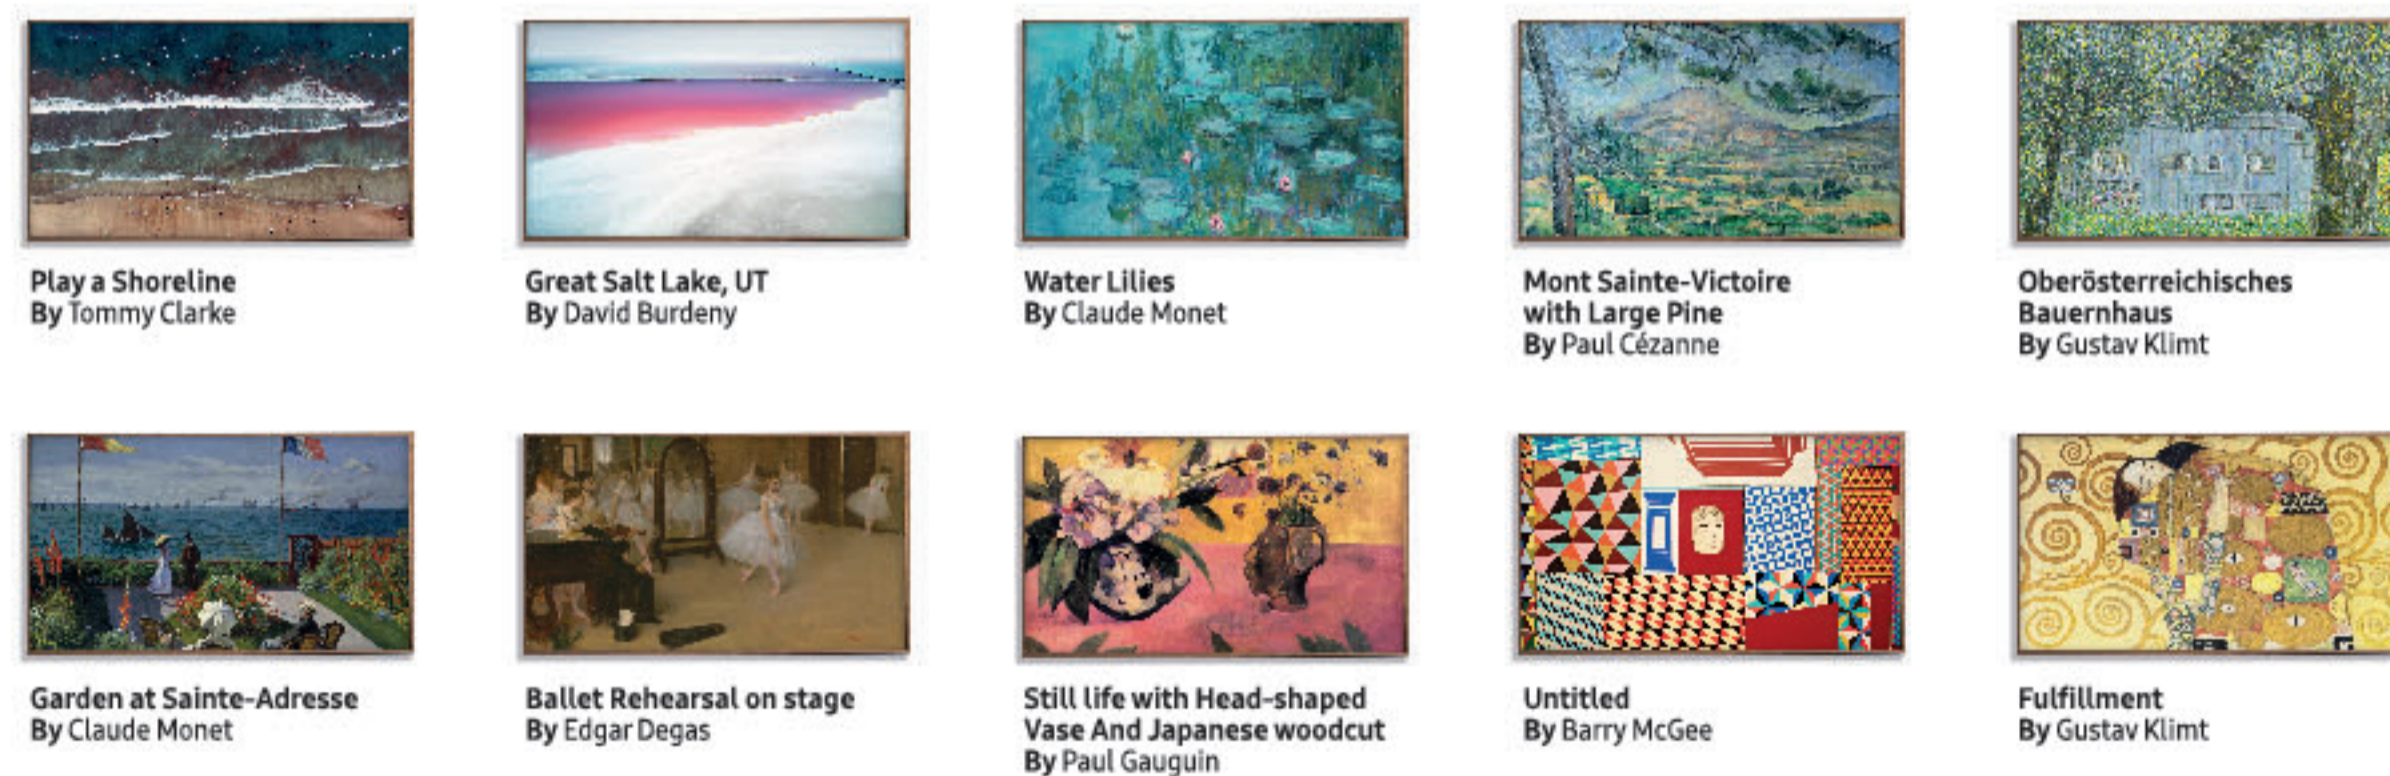 Play a Shoreline
By Tommy Clarke
Great Salt Lake, UT
By David Burdeny
Water Lilies
By Claude Monet
Mont Sainte-Victoire
with Large Pine
By Paul Cézanne
Oberösterreichisches
Bauernhaus
By Gustav Klimt
Garden at Sainte-Adresse
By Claude Monet
Ballet Rehearsal on stage
By Edgar Degas
Still life with Head-shaped
Vase And Japanese woodcut
By Paul Gauguin
Untitled
By Barry McGee
Fulfillment
By Gustav Klimt